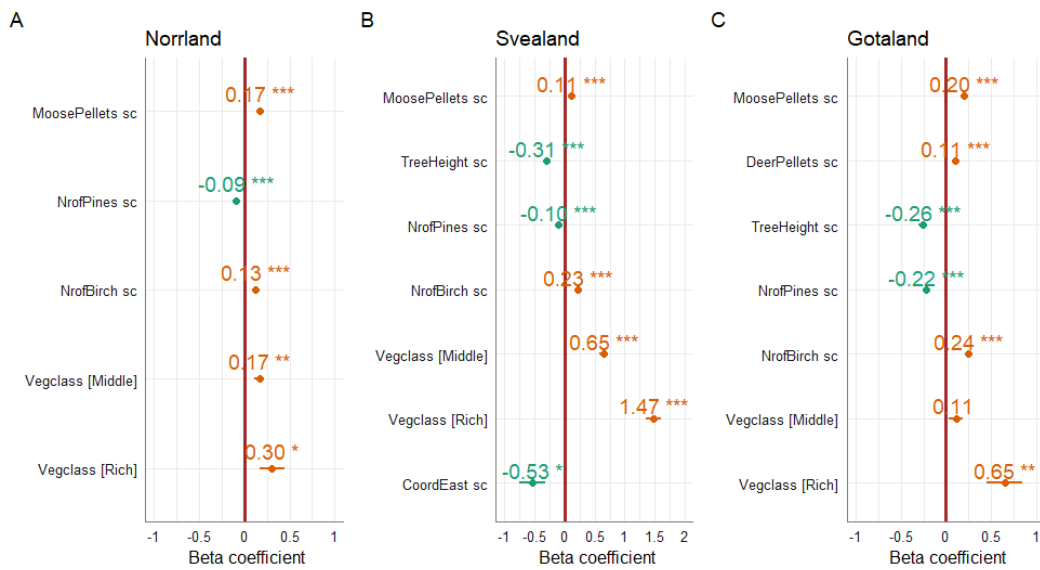 A
Norrland
MoosePellets sc
0.17 ***
NrofPines sc
-0.09 ***
NrofBirch sc
0.13 ***
Vegclass [Middle]
0.17 **
Vegclass [Rich]
0.30 *
-1 -0.5 0 0.5 1
Beta coefficient
B
Svealand
MoosePellets sc
0.11 ***
TreeHeight sc
-0.31 ***
NrofPines sc
-0.10 ***
NrofBirch sc
0.23 ***
Vegclass [Middle]
0.65 ***
Vegclass [Rich]
1.47 ***
CoordEast sc
-0.53 *
-1 -0.5 0 0.5 1 1.5 2
Beta coefficient
C
Gotaland
MoosePellets sc
0.20 ***
DeerPellets sc
0.11 ***
TreeHeight sc
-0.26 ***
NrofPines sc
-0.22 ***
NrofBirch sc
0.24 ***
Vegclass [Middle]
0.11
Vegclass [Rich]
0.65 **
-1 -0.5 0 0.5 1
Beta coefficient